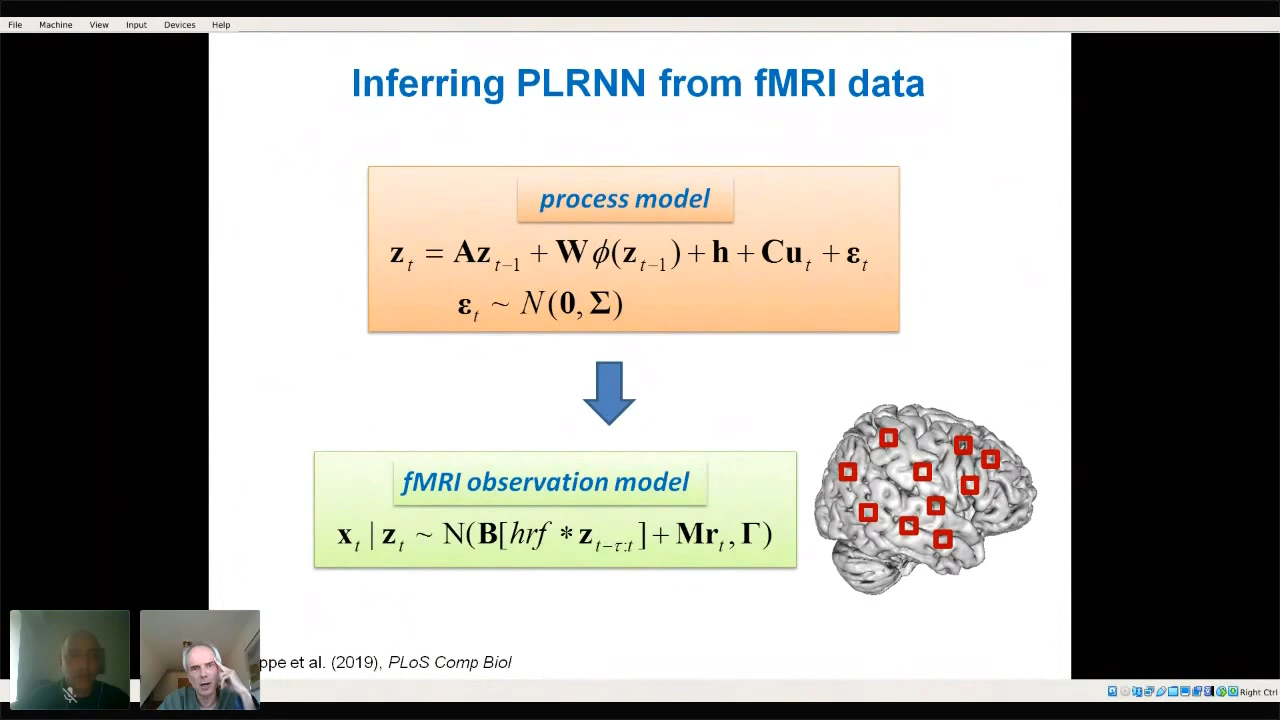 File Machine View Input Devices Help
Inferring PLRNN from fMRI data
process model
𝐳_t = 𝐀𝐳_{t−1} + 𝐖ϕ(𝐳_{t−1}) + 𝐡 + 𝐂𝐮_t + 𝛆_t
𝛆_t ~ N(𝟎, 𝚺)
fMRI observation model
𝐱_t | 𝐳_t ~ N(𝐁[hrf * 𝐳_{t−τ:t}] + 𝐌𝐫_t, 𝚪)
ppe et al. (2019), PLoS Comp Biol
Right Ctrl